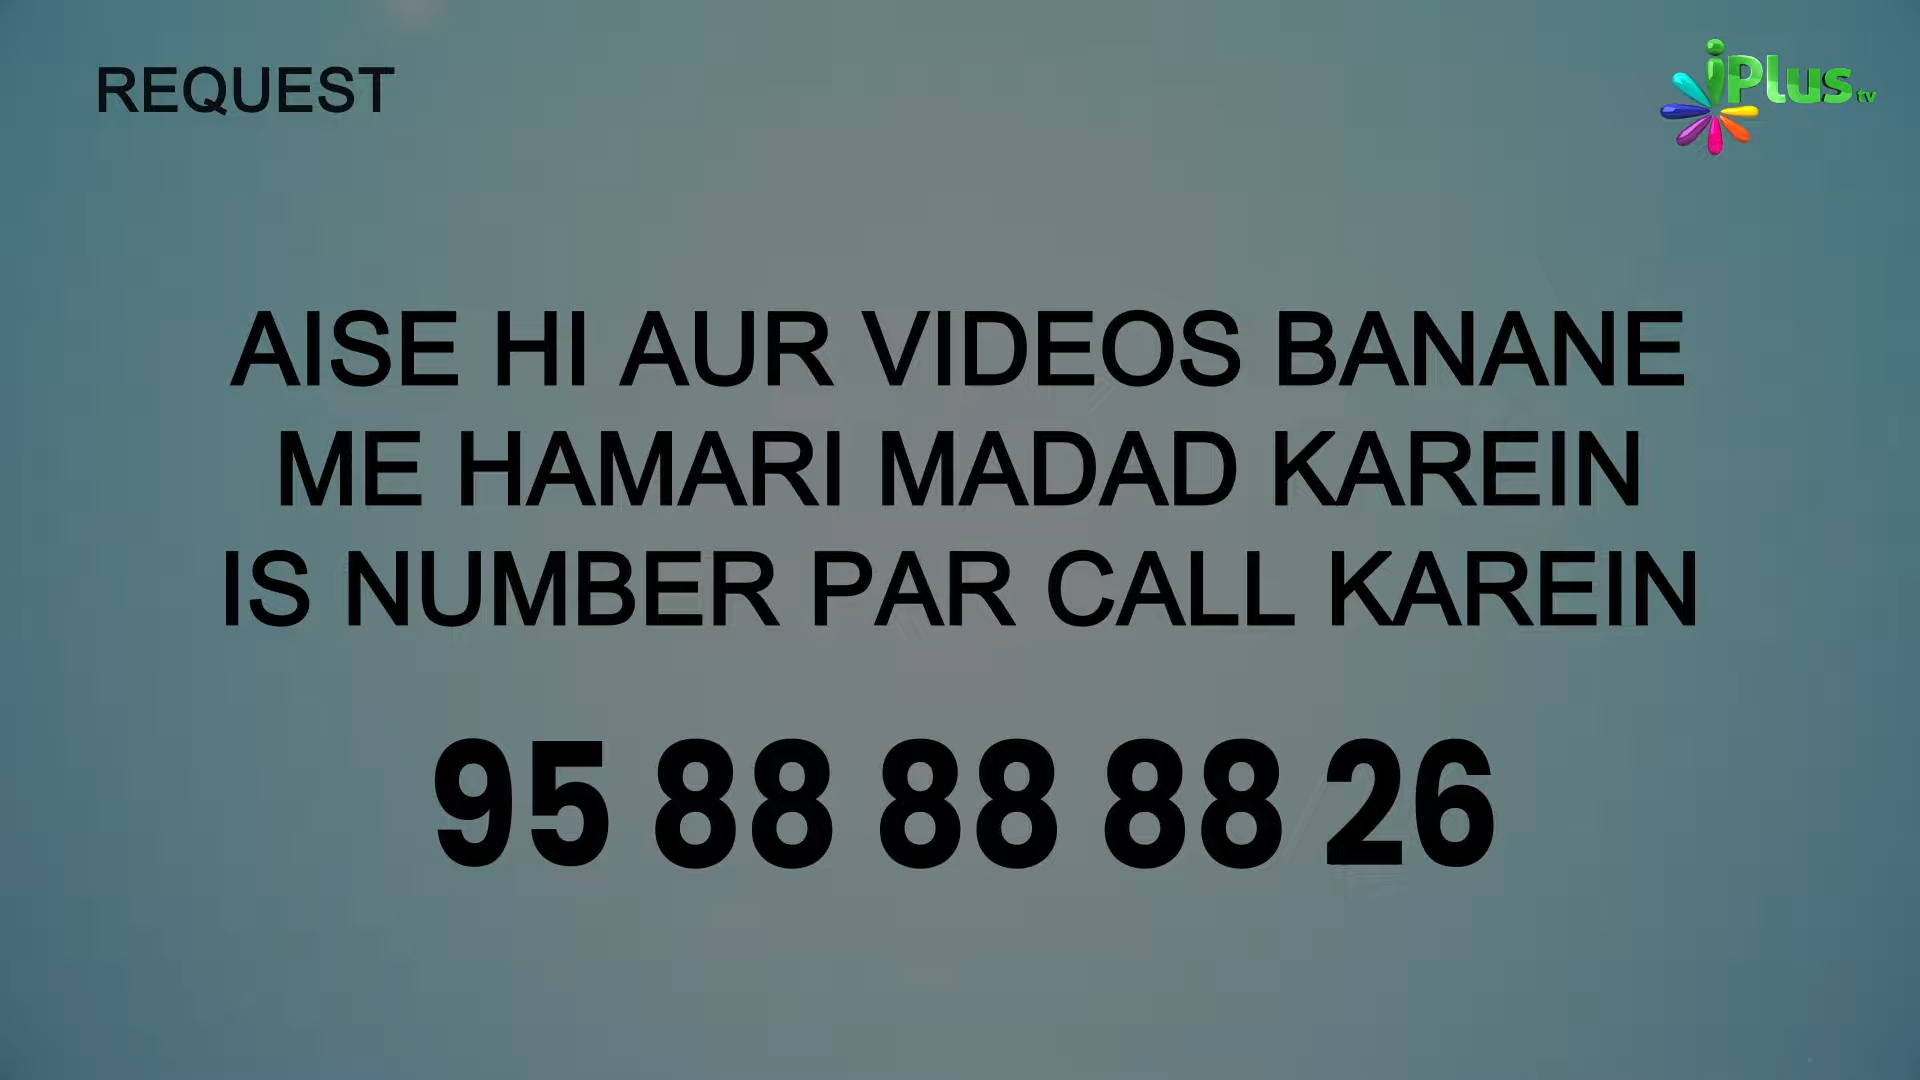 REQUEST
iPlus tv
AISE HI AUR VIDEOS BANANE
ME HAMARI MADAD KAREIN
IS NUMBER PAR CALL KAREIN
95 88 88 88 26